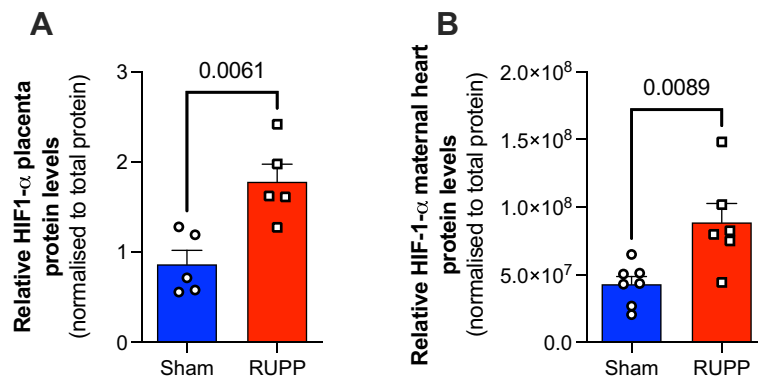 A
Relative HIF1-α placenta
protein levels
(normalised to total protein)
3
2
1
0
0.0061
Sham
RUPP
B
Relative HIF-1-α maternal heart
protein levels
(normalised to total protein)
2.0×10⁸
1.5×10⁸
1.0×10⁸
5.0×10⁷
0.0
0.0089
Sham
RUPP